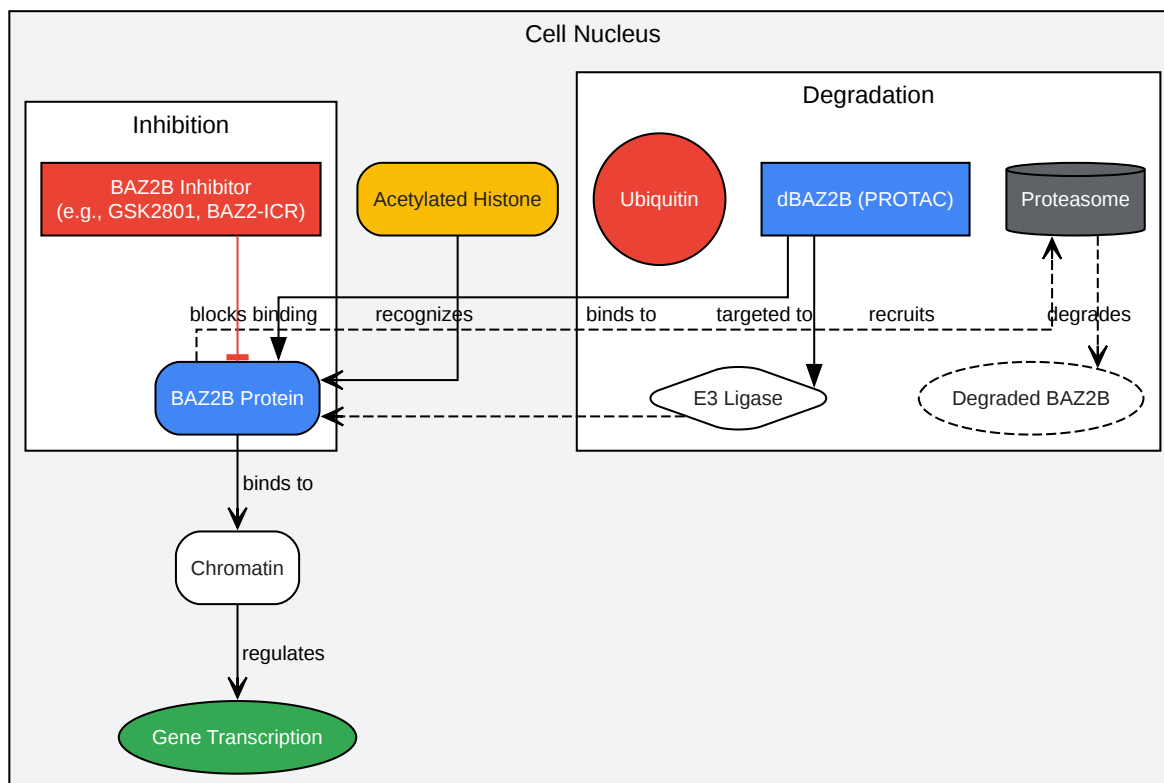 Cell Nucleus
Inhibition
Degradation
BAZ2B Inhibitor
(e.g., GSK2801, BAZ2-ICR)
Acetylated Histone
Ubiquitin
dBAZ2B (PROTAC)
Proteasome
blocks binding
recognizes
binds to
targeted to
recruits
degrades
BAZ2B Protein
E3 Ligase
Degraded BAZ2B
binds to
Chromatin
regulates
Gene Transcription